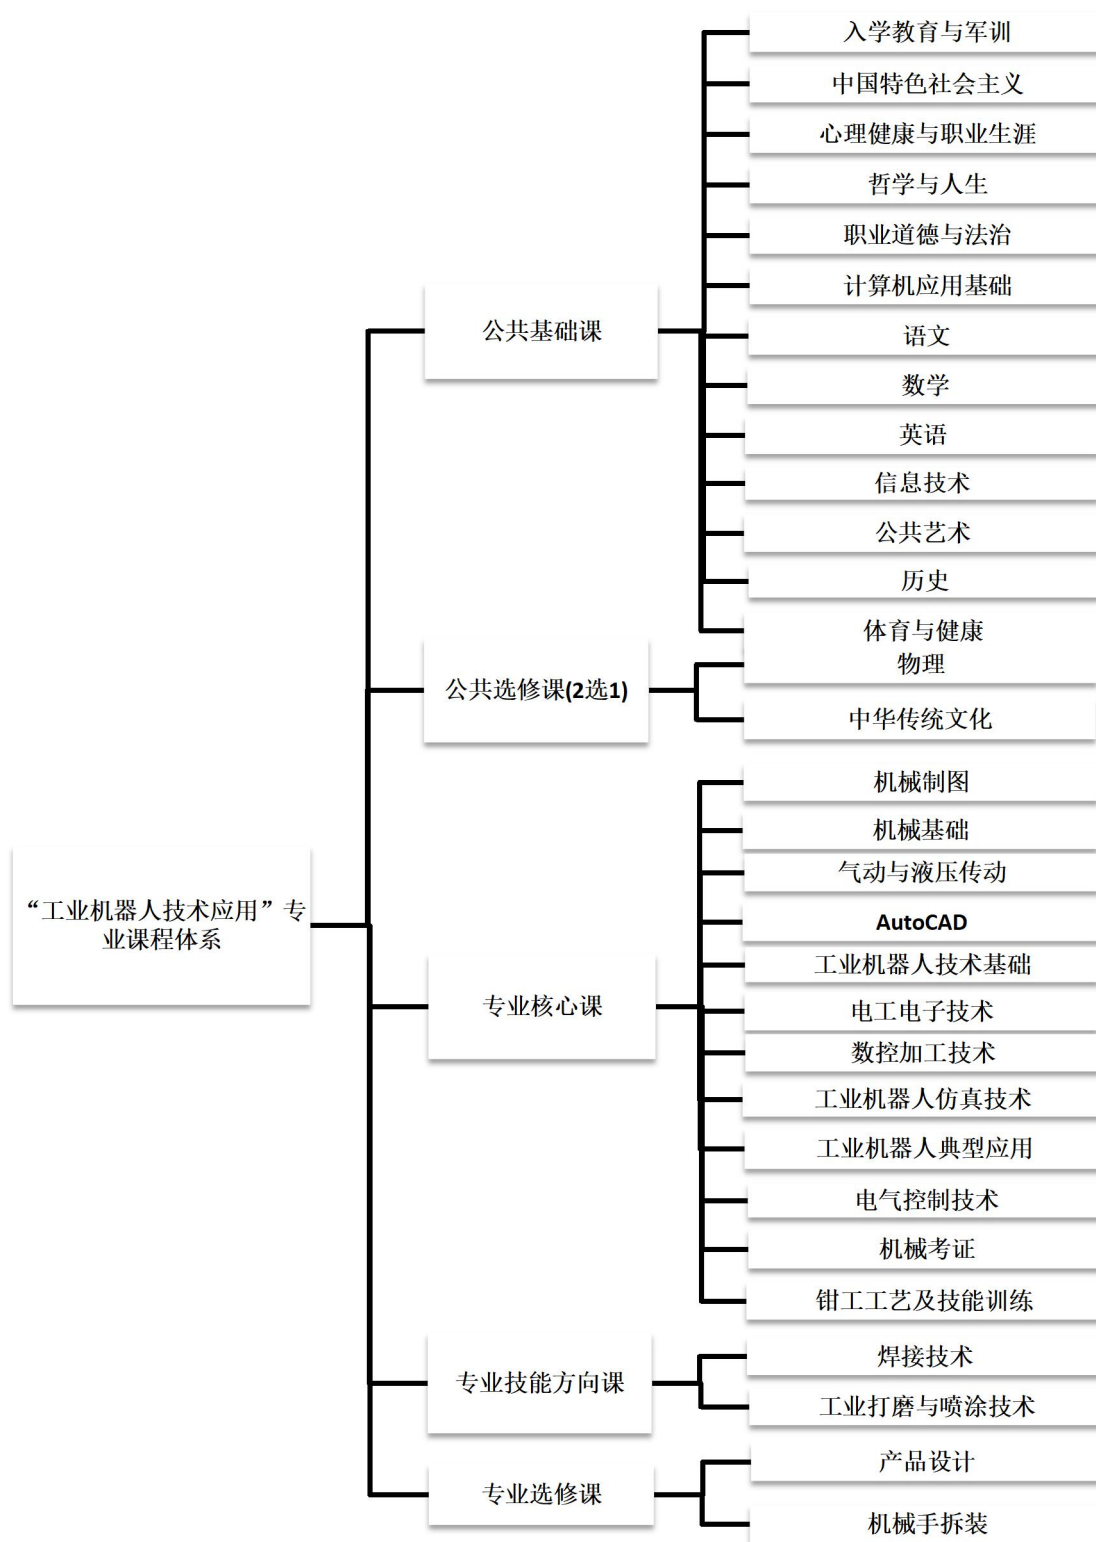 “工业机器人技术应用”专
业课程体系
公共基础课
入学教育与军训
中国特色社会主义
心理健康与职业生涯
哲学与人生
职业道德与法治
计算机应用基础
语文
数学
英语
信息技术
公共艺术
历史
体育与健康
公共选修课(2选1)
物理
中华传统文化
专业核心课
机械制图
机械基础
气动与液压传动
AutoCAD
工业机器人技术基础
电工电子技术
数控加工技术
工业机器人仿真技术
工业机器人典型应用
电气控制技术
机械考证
钳工工艺及技能训练
专业技能方向课
焊接技术
工业打磨与喷涂技术
专业选修课
产品设计
机械手拆装